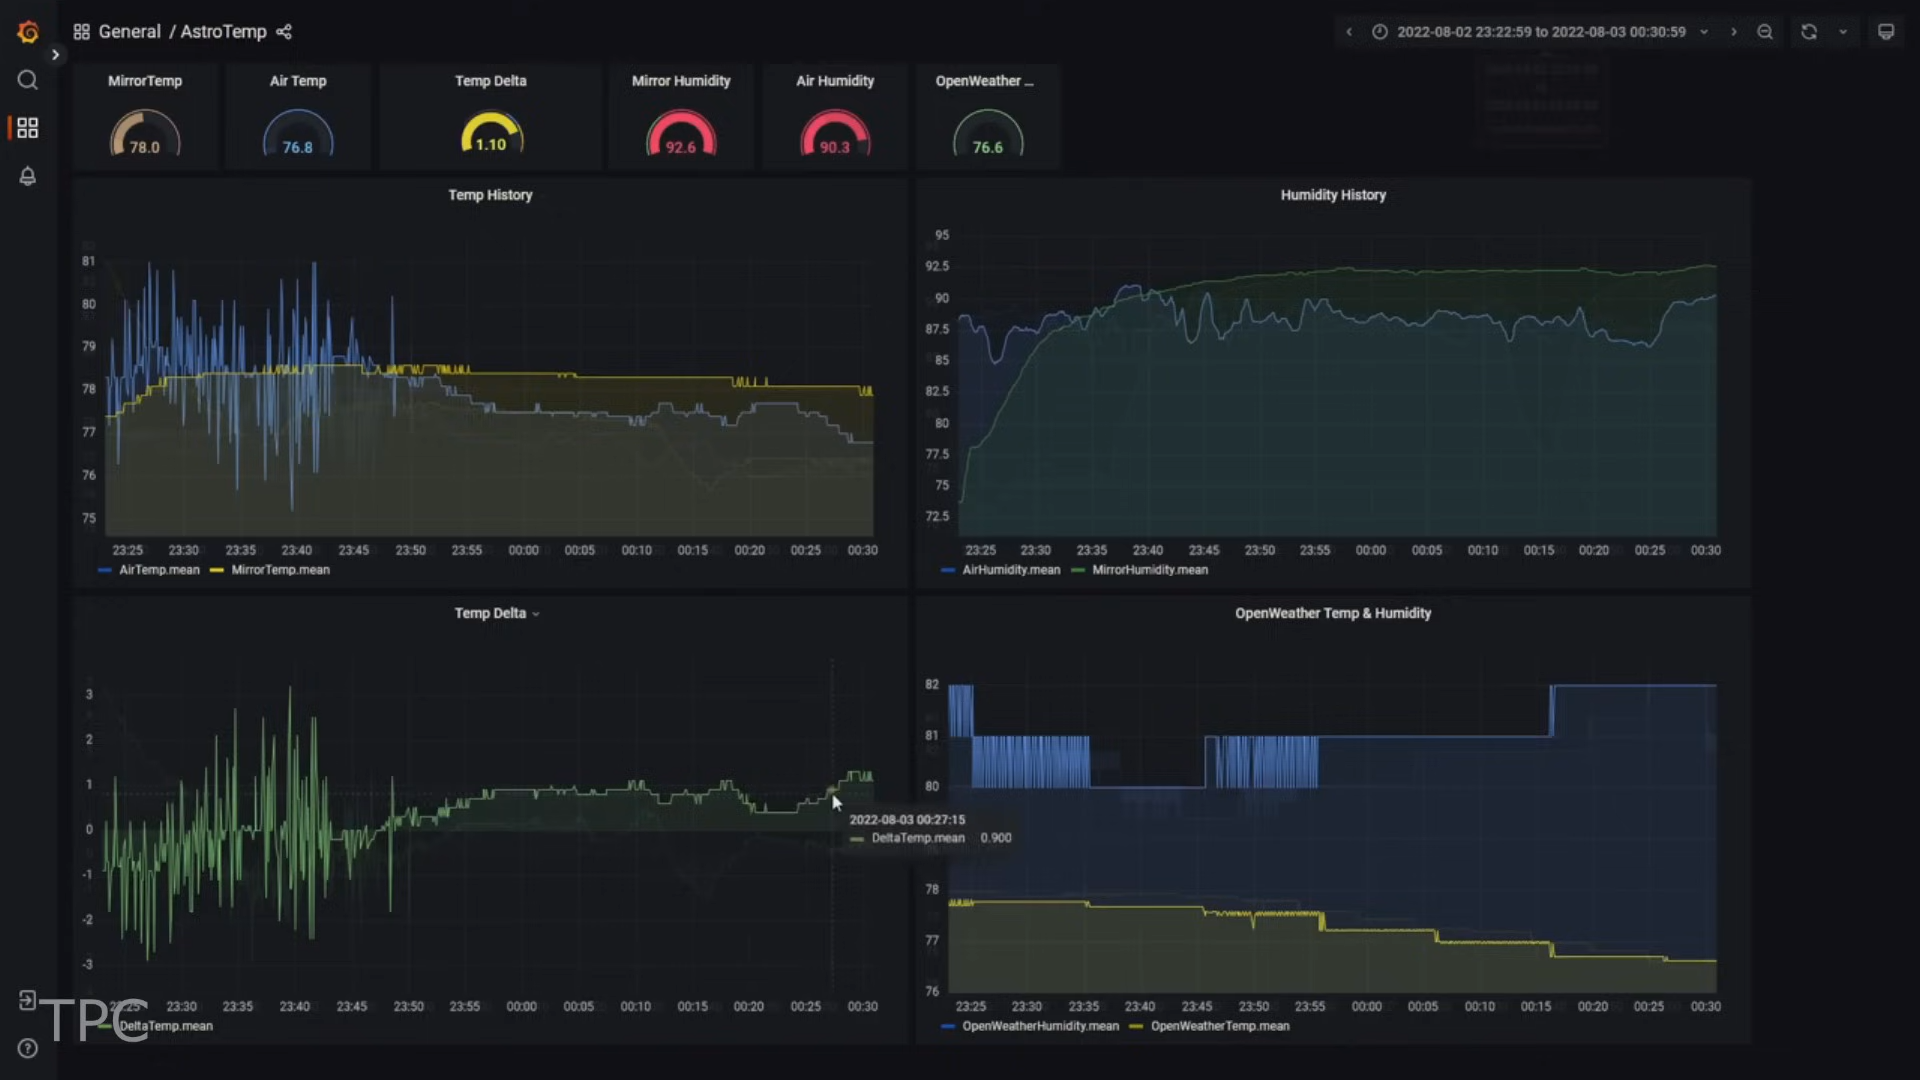 General / AstroTemp
2022-08-02 23:22:59 to 2022-08-03 00:30:59
MirrorTemp Air Temp Temp Delta Mirror Humidity Air Humidity OpenWeather ...
78.0 76.8 1.10 92.6 90.3 76.6
Temp History
81
80
79
78
77
76
75
23:25 23:30 23:35 23:40 23:45 23:50 23:55 00:00 00:05 00:10 00:15 00:20 00:25 00:30
AirTemp.mean MirrorTemp.mean
Humidity History
95
92.5
90
87.5
85
82.5
80
77.5
75
72.5
23:25 23:30 23:35 23:40 23:45 23:50 23:55 00:00 00:05 00:10 00:15 00:20 00:25 00:30
AirHumidity.mean MirrorHumidity.mean
Temp Delta
3
2
1
0
-1
-2
-3
23:25 23:30 23:35 23:40 23:45 23:50 23:55 00:00 00:05 00:10 00:15 00:20 00:25 00:30
DeltaTemp.mean
2022-08-03 00:27:15
DeltaTemp.mean 0.900
OpenWeather Temp & Humidity
82
81
80
78
77
76
23:25 23:30 23:35 23:40 23:45 23:50 23:55 00:00 00:05 00:10 00:15 00:20 00:25 00:30
OpenWeatherHumidity.mean OpenWeatherTemp.mean
TPC